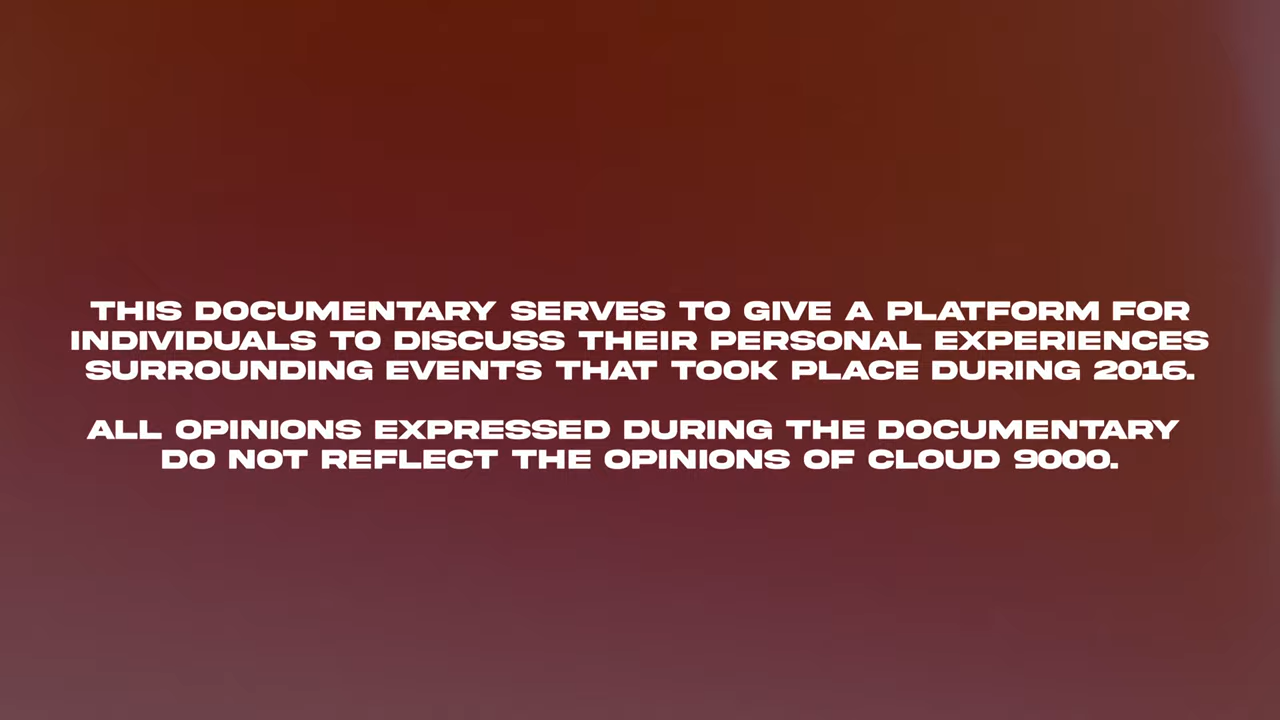 THIS DOCUMENTARY SERVES TO GIVE A PLATFORM FOR
INDIVIDUALS TO DISCUSS THEIR PERSONAL EXPERIENCES
SURROUNDING EVENTS THAT TOOK PLACE DURING 2016.
ALL OPINIONS EXPRESSED DURING THE DOCUMENTARY
DO NOT REFLECT THE OPINIONS OF CLOUD 9000.